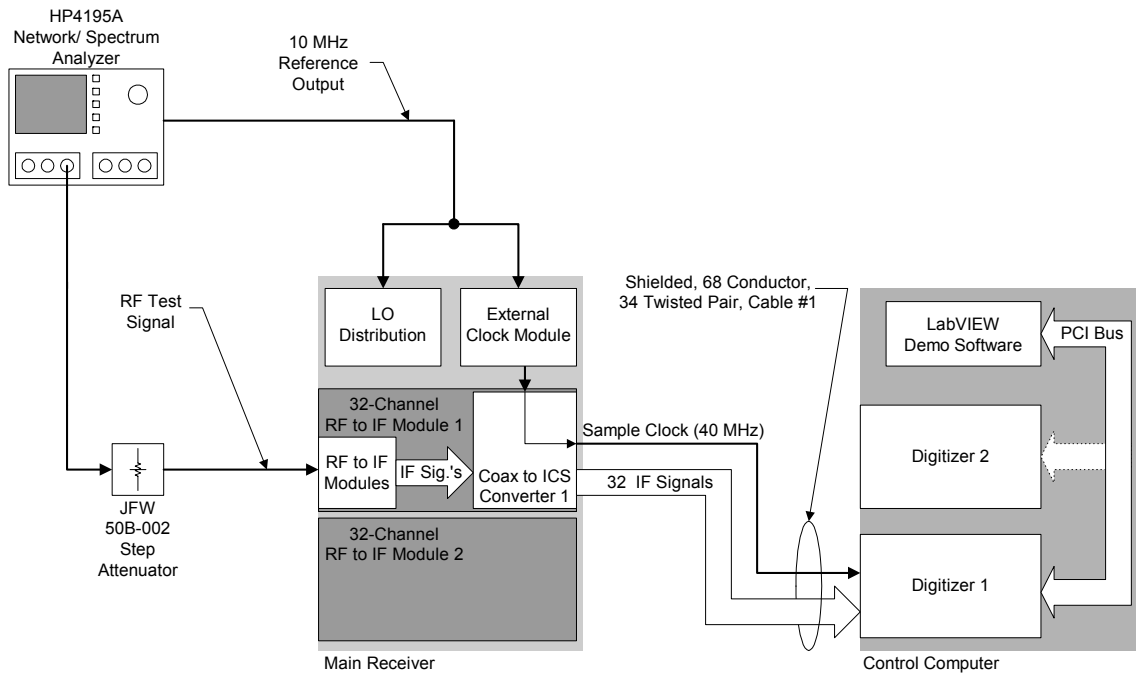 HP4195A
Network/ Spectrum
Analyzer
10 MHz
Reference
Output
RF Test
Signal
JFW
50B-002
Step
Attenuator
LO
Distribution
External
Clock Module
32-Channel
RF to IF Module 1
RF to IF
Modules
IF Sig.'s
Coax to ICS
Converter 1
32-Channel
RF to IF Module 2
Main Receiver
Sample Clock (40 MHz)
32 IF Signals
Shielded, 68 Conductor,
34 Twisted Pair, Cable #1
LabVIEW
Demo Software
PCI Bus
Digitizer 2
Digitizer 1
Control Computer